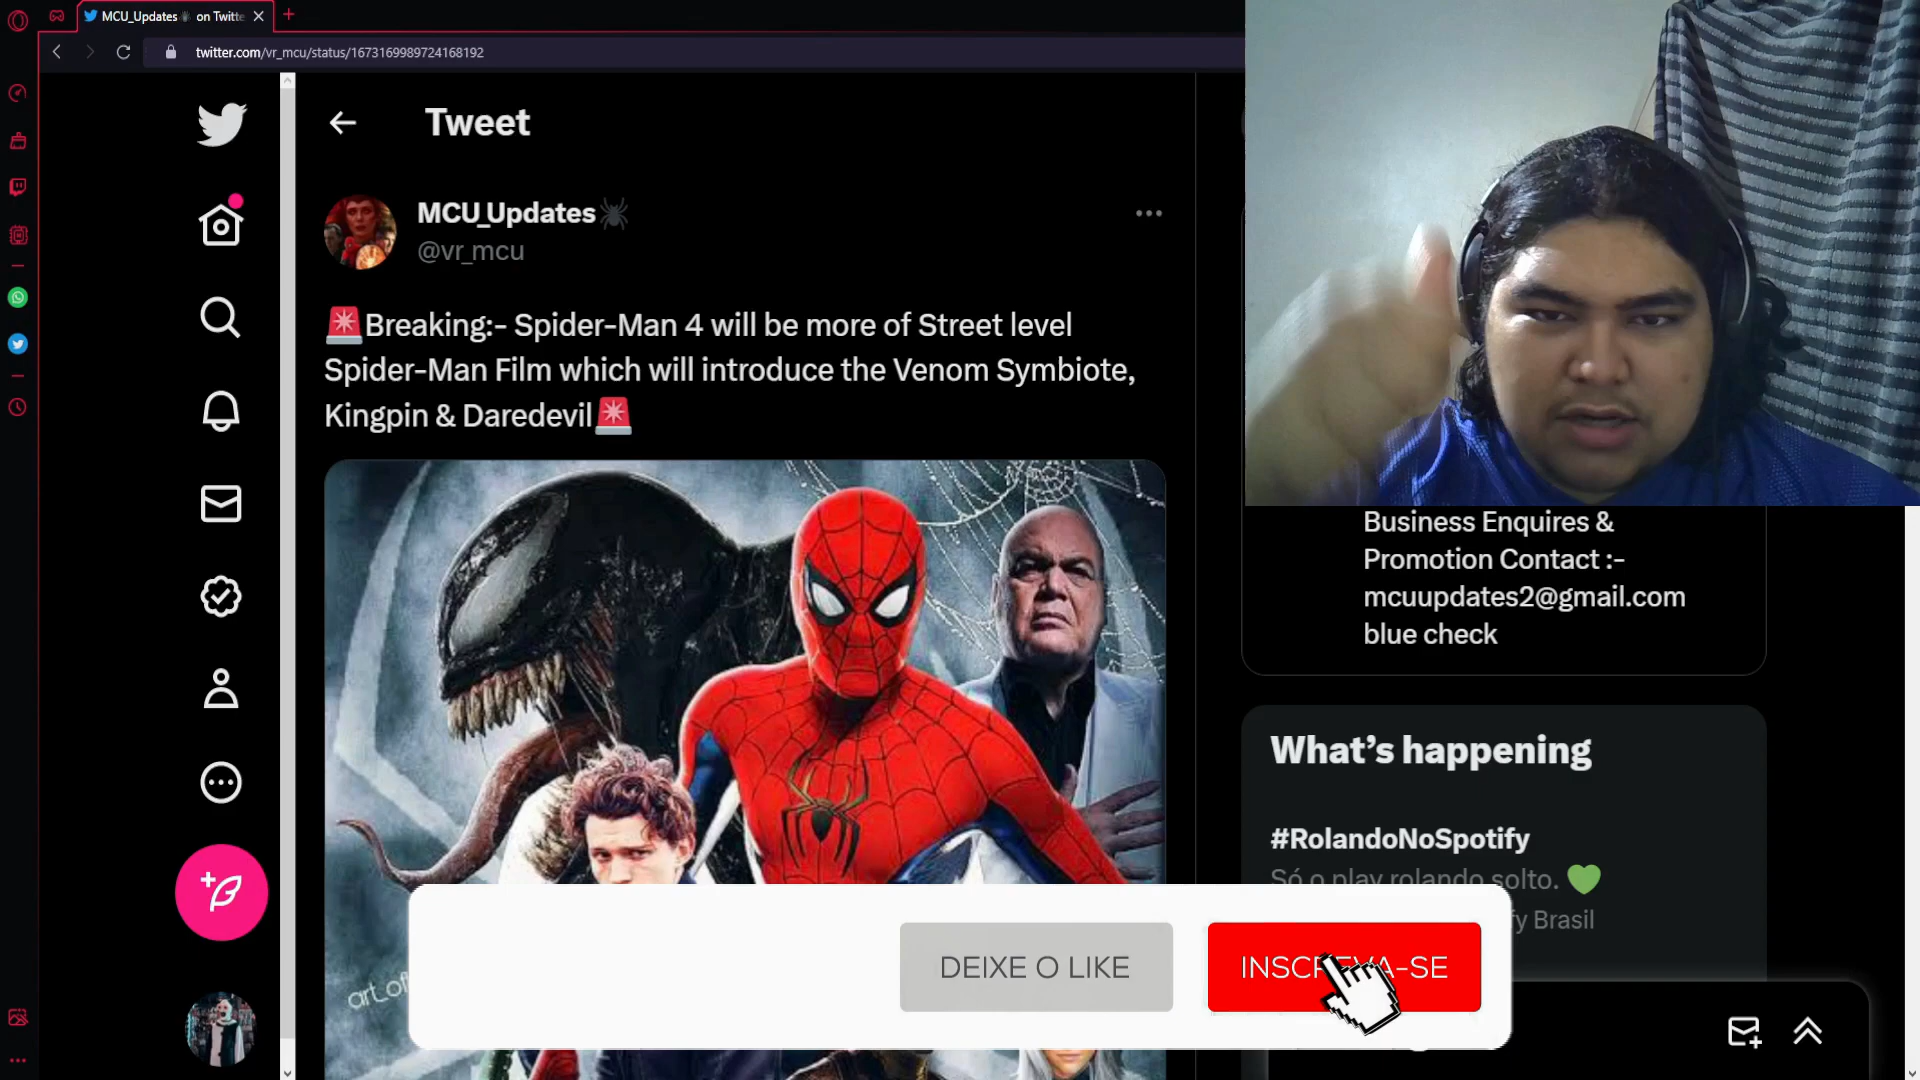 MCU_Updates on Twitte
twitter.com/vr_mcu/status/1673169989724168192
Tweet
MCU_Updates
@vr_mcu
Breaking:- Spider-Man 4 will be more of Street level
Spider-Man Film which will introduce the Venom Symbiote,
Kingpin & Daredevil
Business Enquires &
Promotion Contact :-
mcuupdates2@gmail.com
blue check
What's happening
#RolandoNoSpotify
Só o play rolando solto.
Brasil
DEIXE O LIKE
INSCREVA-SE